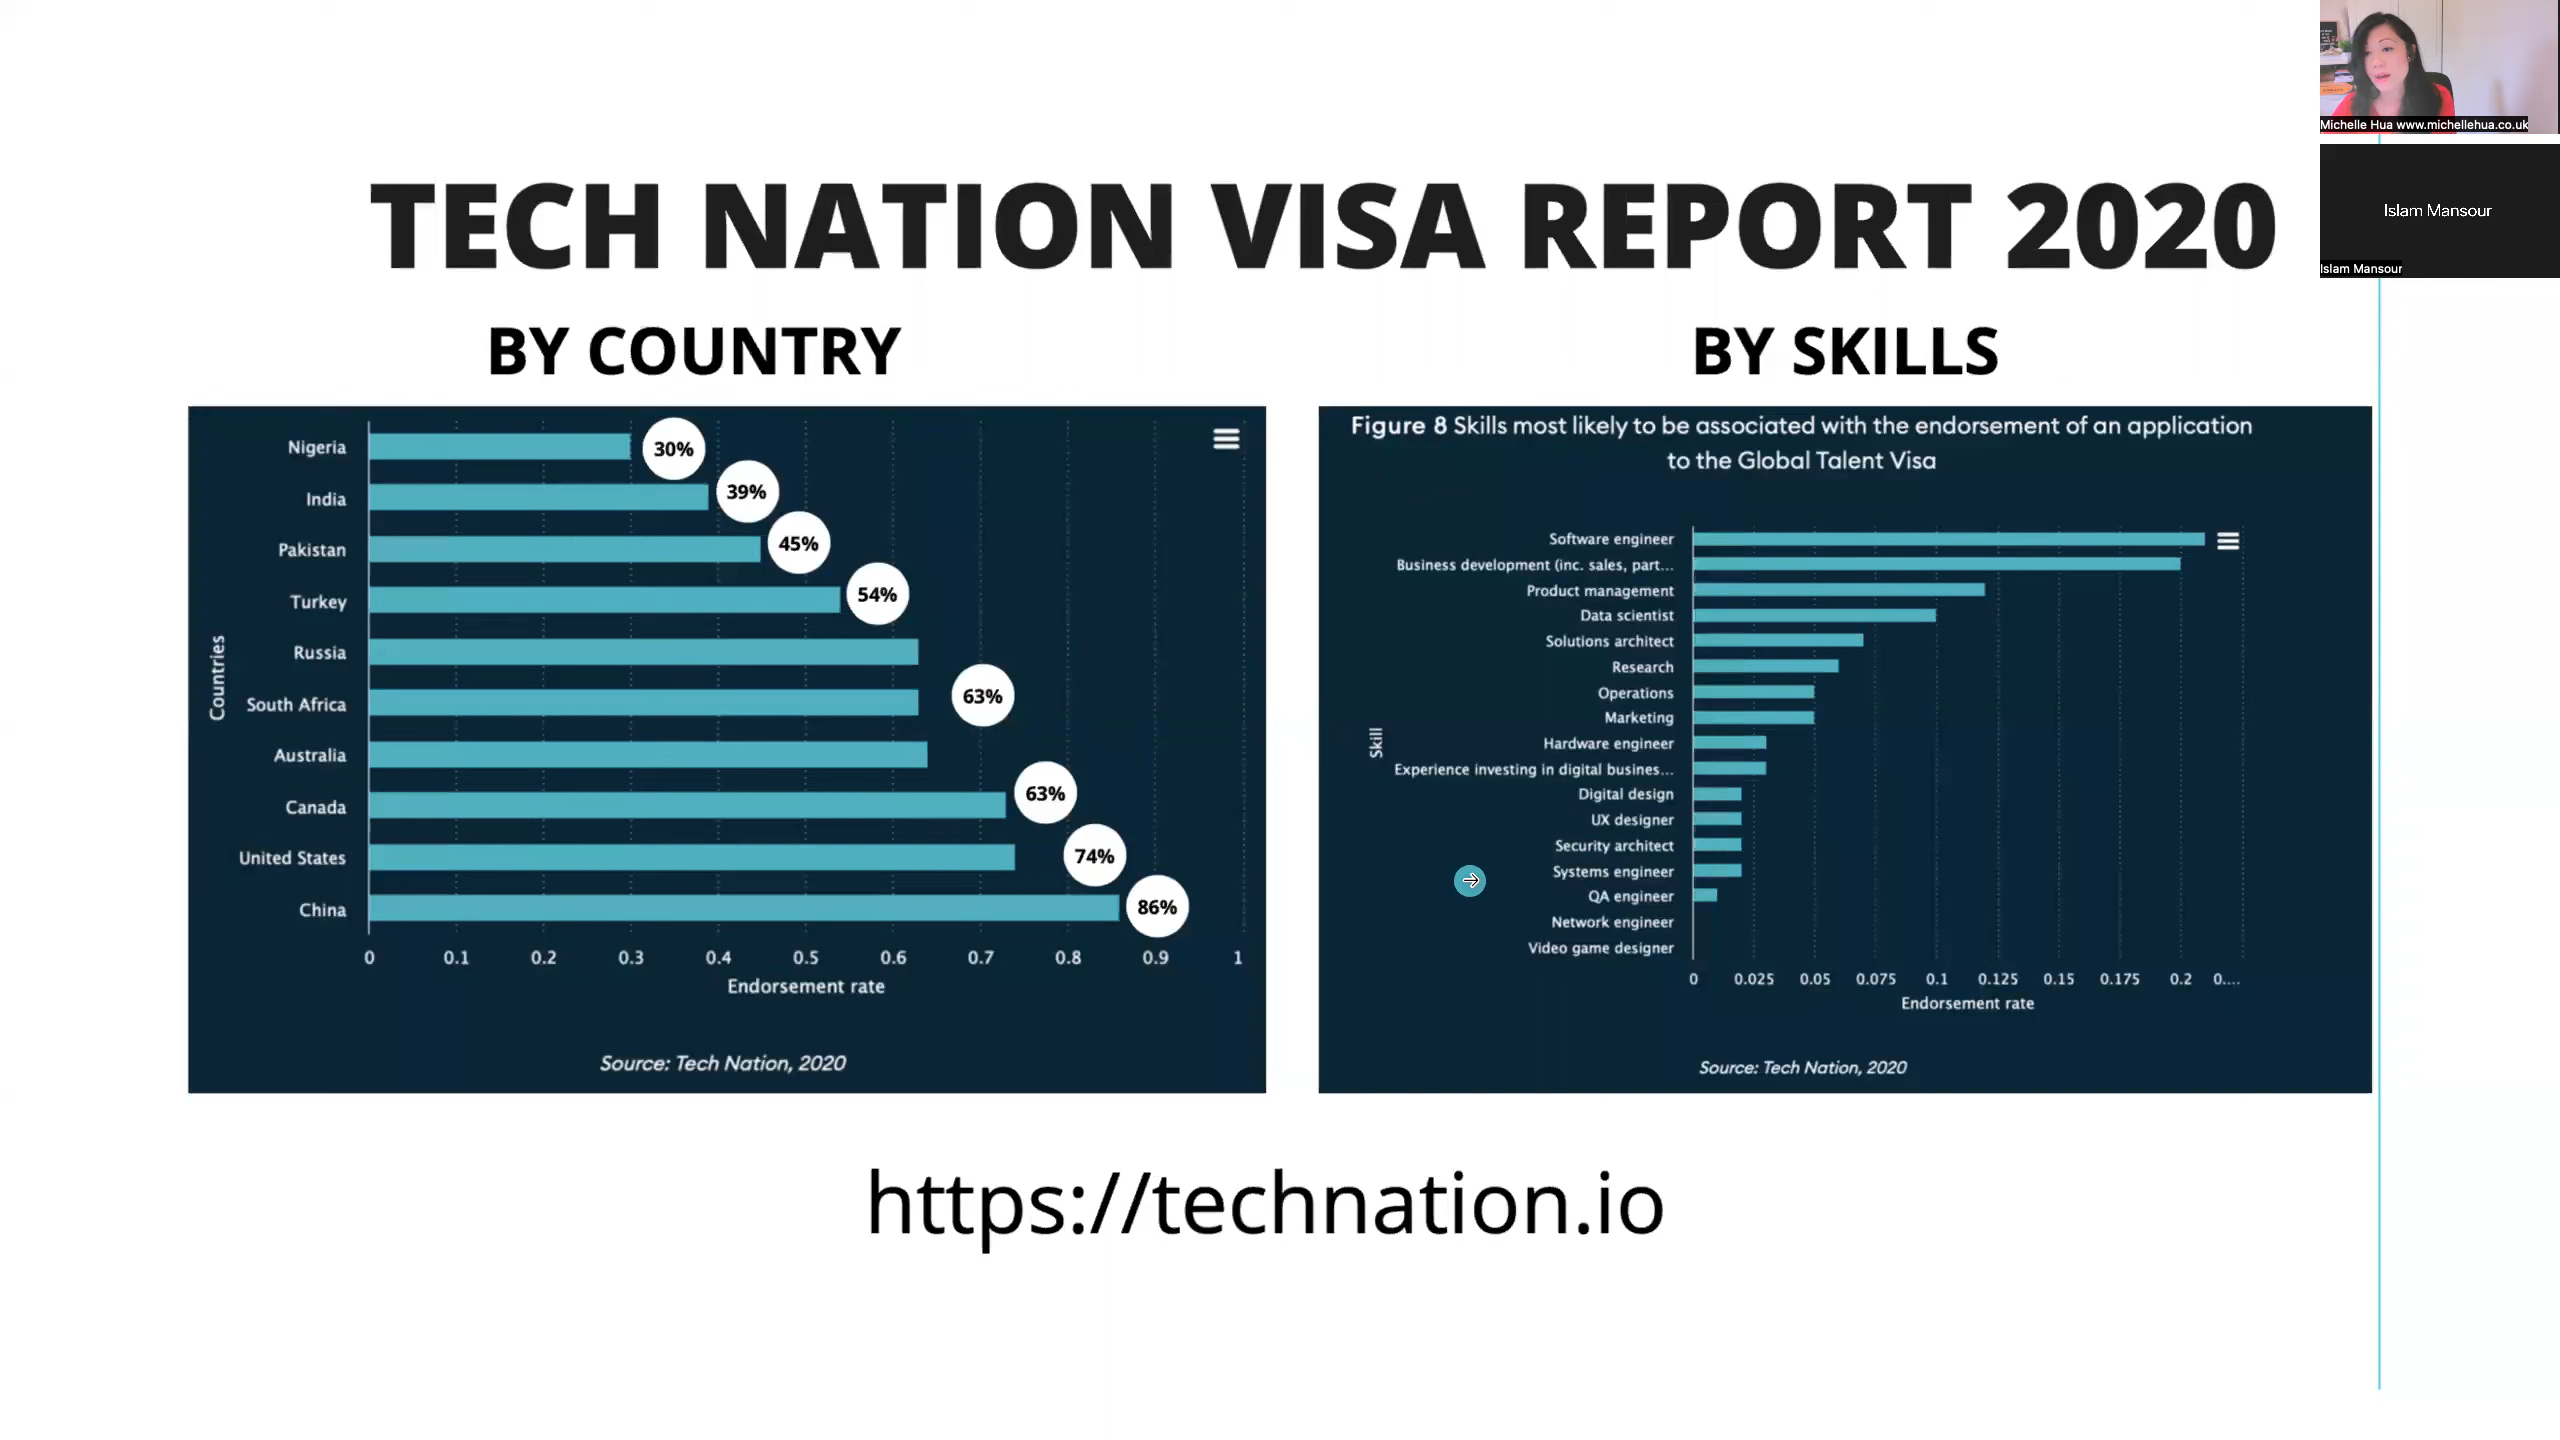 Michelle Hua www.michellehua.co.uk
Islam Mansour
Islam Mansour
TECH NATION VISA REPORT 2020
BY COUNTRY
Nigeria
30%
India
39%
Pakistan
45%
Turkey
54%
Russia
South Africa
63%
Australia
Canada
63%
United States
74%
China
86%
Countries
0 0.1 0.2 0.3 0.4 0.5 0.6 0.7 0.8 0.9 1
Endorsement rate
Source: Tech Nation, 2020
BY SKILLS
Figure 8 Skills most likely to be associated with the endorsement of an application
to the Global Talent Visa
Software engineer
Business development (inc. sales, part...
Product management
Data scientist
Solutions architect
Research
Operations
Marketing
Hardware engineer
Experience investing in digital busines...
Digital design
UX designer
Security architect
Systems engineer
QA engineer
Network engineer
Video game designer
Skill
0 0.025 0.05 0.075 0.1 0.125 0.15 0.175 0.2 0....
Endorsement rate
Source: Tech Nation, 2020
https://technation.io